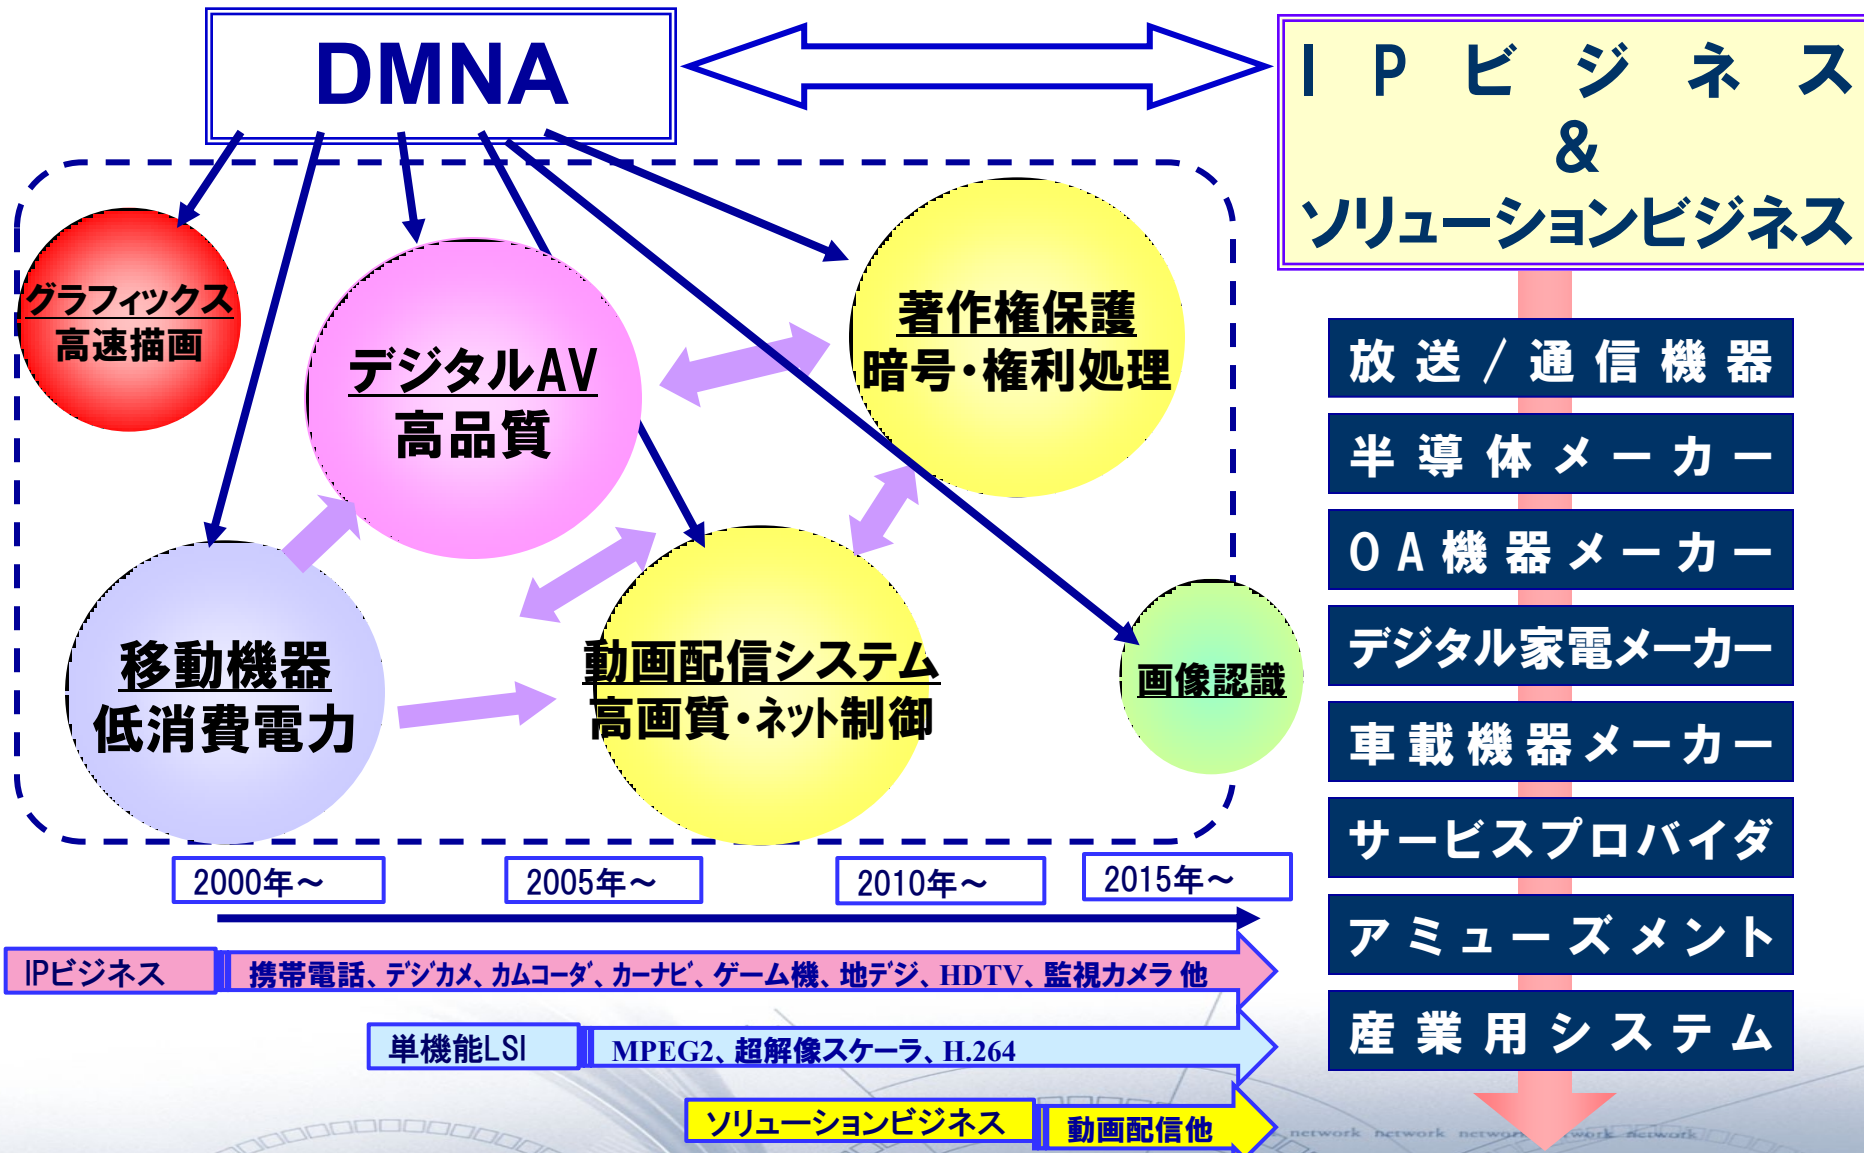 DMNA
IPビジネス
&
ソリューションビジネス
グラフィックス
高速描画
デジタルAV
高品質
著作権保護
暗号・権利処理
移動機器
低消費電力
動画配信システム
高画質・ネット制御
画像認識
放送/通信機器
半導体メーカー
OA機器メーカー
デジタル家電メーカー
車載機器メーカー
サービスプロバイダ
アミューズメント
産業用システム
2000年～
2005年～
2010年～
2015年～
IPビジネス
携帯電話、デジカメ、カムコーダ、カーナビ、ゲーム機、地デジ、HDTV、監視カメラ 他
単機能LSI
MPEG2、超解像スケーラ、H.264
ソリューションビジネス
動画配信他
network network network network network